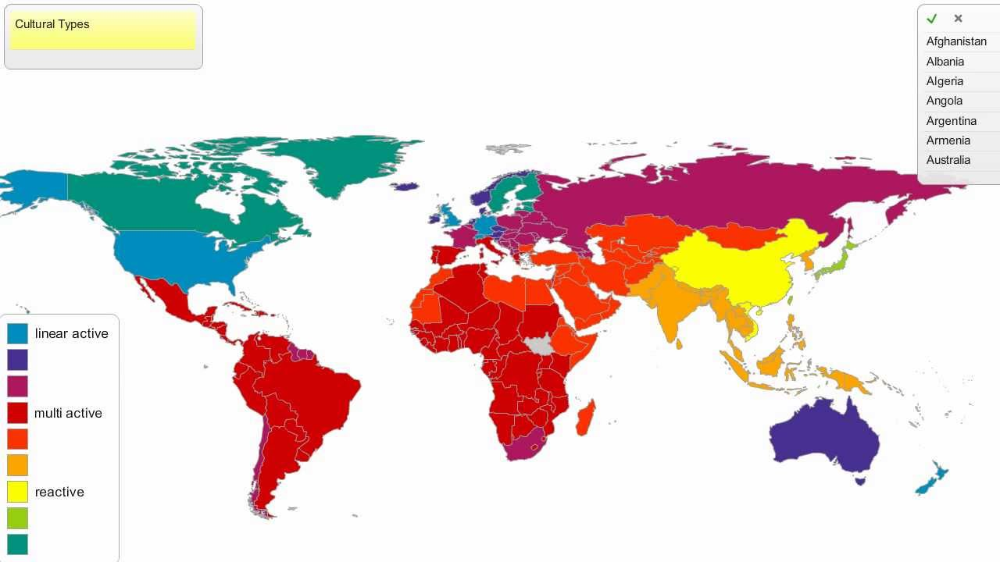 Cultural Types
Afghanistan
Albania
Algeria
Angola
Argentina
Armenia
Australia
linear active
multi active
reactive